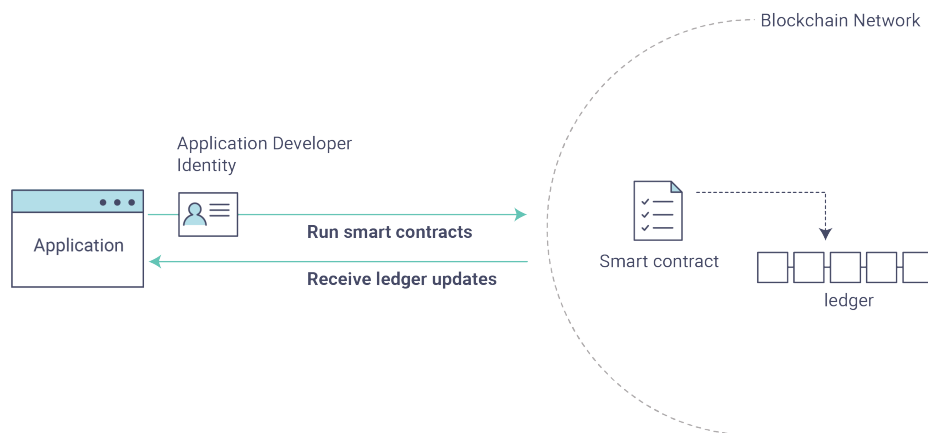 Blockchain Network
Application Developer
Identity
Application
Run smart contracts
Receive ledger updates
Smart contract
ledger